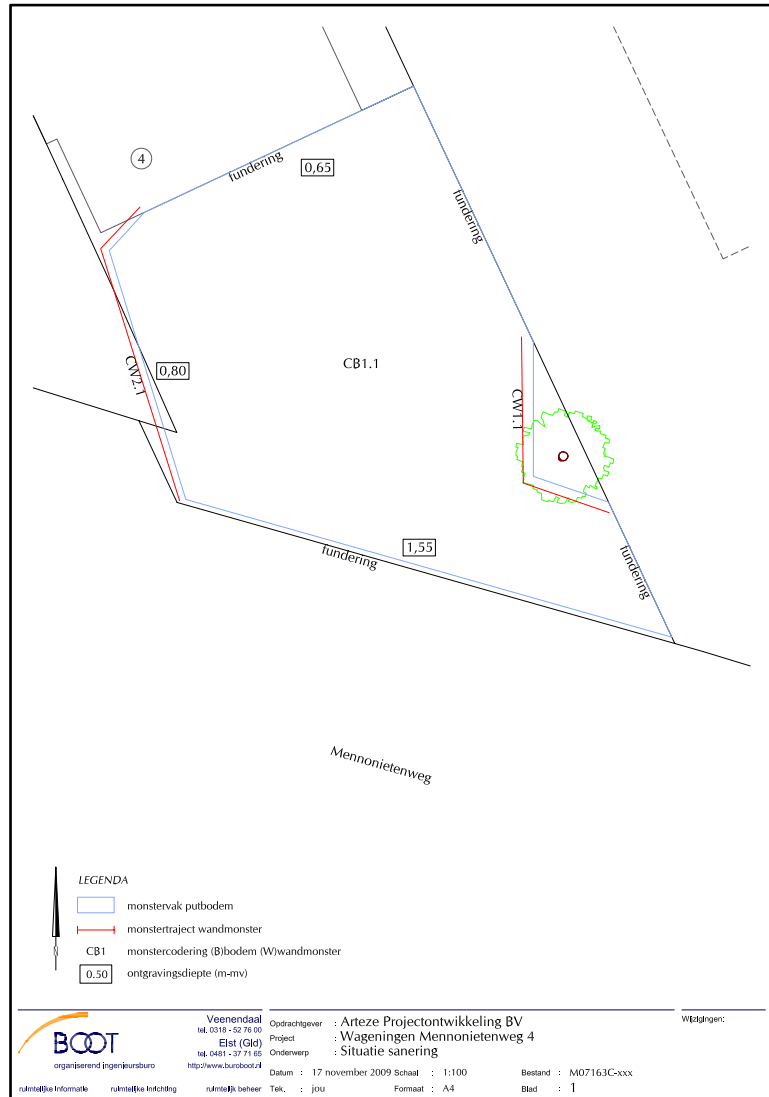 4
fundering
0,65
fundering
CW2.1
0,80
CB1.1
CW1.1
fundering
1,55
fundering
Mennonietenweg
LEGENDA
monstervak putbodem
monstertraject wandmonster
CB1 monstercodering (B)bodem (W)wandmonster
0.50 ontgravingsdiepte (m-mv)
N
BOOT
organiserend ingenieursburo
ruimtelijke informatie ruimtelijke inrichting ruimtelijk beheer
Veenendaal
tel. 0318 - 52 76 00
Elst (Gld)
tel. 0481 - 37 71 65
http://www.buroboot.nl
Opdrachtgever : Arteze Projectontwikkeling BV
Project : Wageningen Mennonietenweg 4
Onderwerp : Situatie sanering
Datum : 17 november 2009 Schaal : 1:100 Bestand : M07163C-xxx
Tek. : jou Formaat : A4 Blad : 1
Wijzigingen: